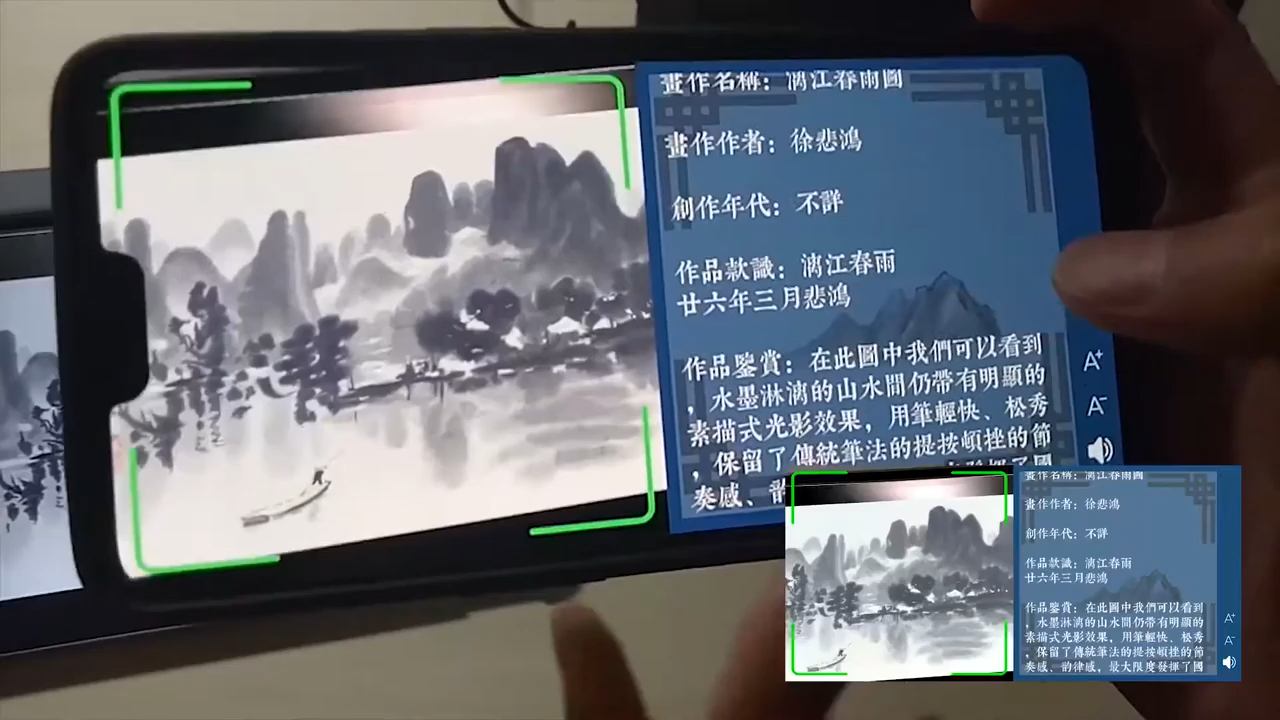 畫作名稱：漓江春雨圖
畫作作者：徐悲鴻
創作年代：不詳
作品款識：漓江春雨
廿六年三月悲鴻
作品鑒賞：在此圖中我們可以看到
，水墨淋漓的山水間仍帶有明顯的
素描式光影效果，用筆輕快、松秀
，保留了傳統筆法的提按頓挫的節
奏感、韵
A+
A-
畫作名稱：漓江春雨圖
畫作作者：徐悲鴻
創作年代：不詳
作品款識：漓江春雨
廿六年三月悲鴻
作品鑒賞：在此圖中我們可以看到
，水墨淋漓的山水間仍帶有明顯的
素描式光影效果，用筆輕快、松秀
，保留了傳統筆法的提按頓挫的節
奏感、韵律感，最大限度發揮了國
A+
A-